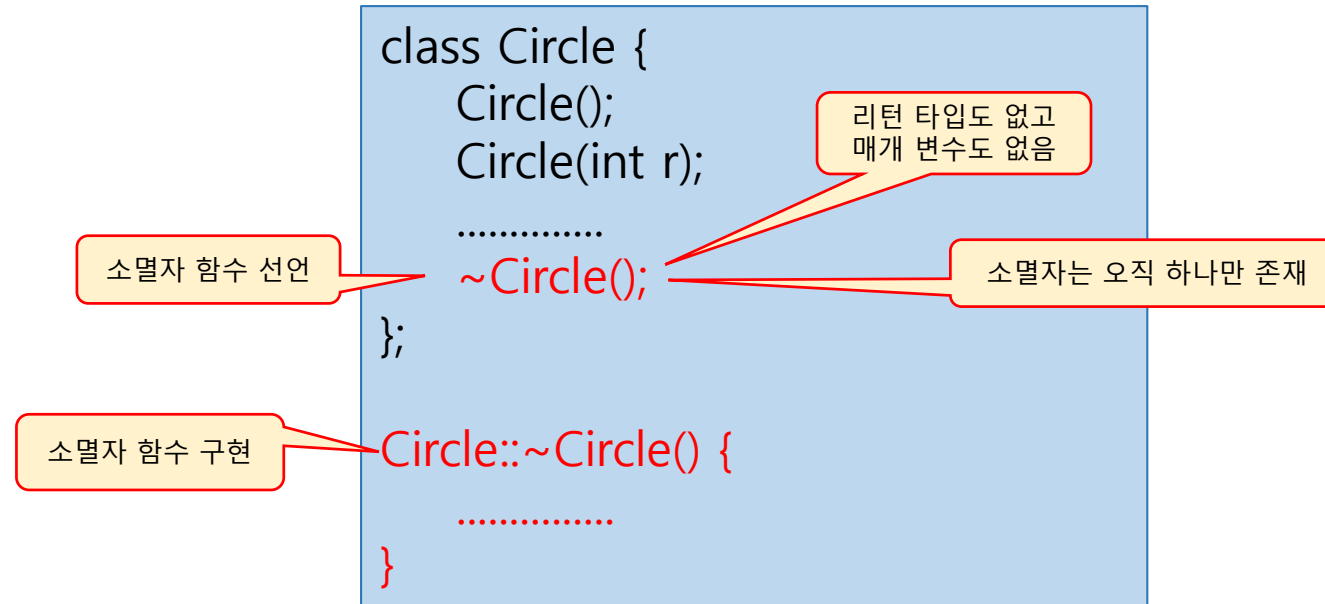 class Circle {
Circle();
Circle(int r);
..............
~Circle();
};
Circle::~Circle() {
...............
}
리턴 타입도 없고
매개 변수도 없음
소멸자 함수 선언
소멸자는 오직 하나만 존재
소멸자 함수 구현